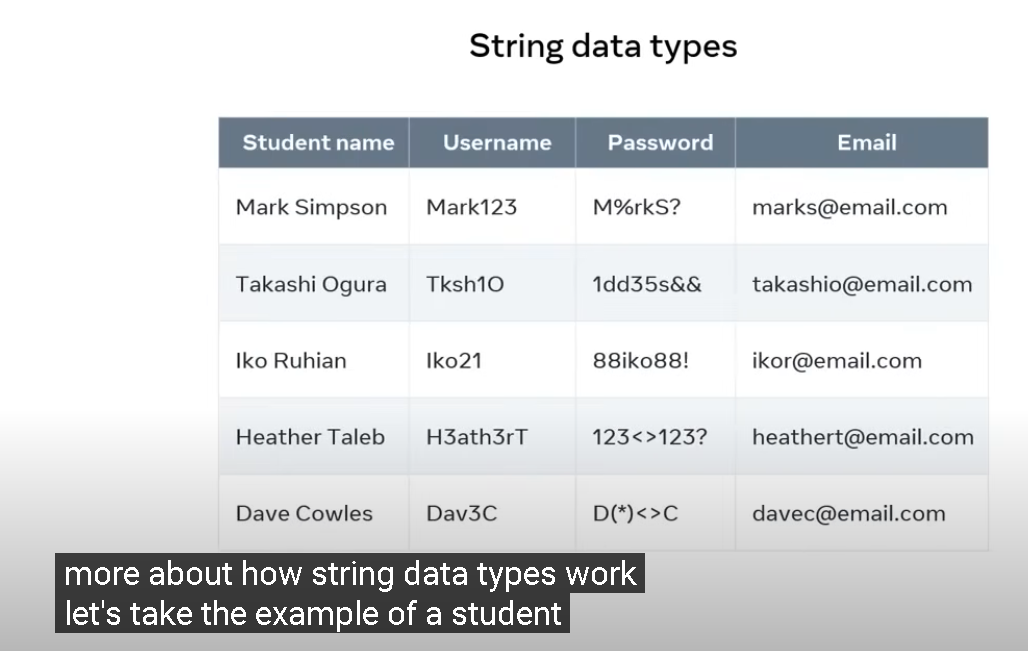 String data types
Student name Username Password Email
Mark Simpson Mark123 M%rkS? marks@email.com
Takashi Ogura Tksh1O 1dd35s&& takashio@email.com
Iko Ruhian Iko21 88iko88! ikor@email.com
Heather Taleb H3ath3rT 123<>123? heathert@email.com
Dave Cowles Dav3C D(*)<>C davec@email.com
more about how string data types work
let's take the example of a student